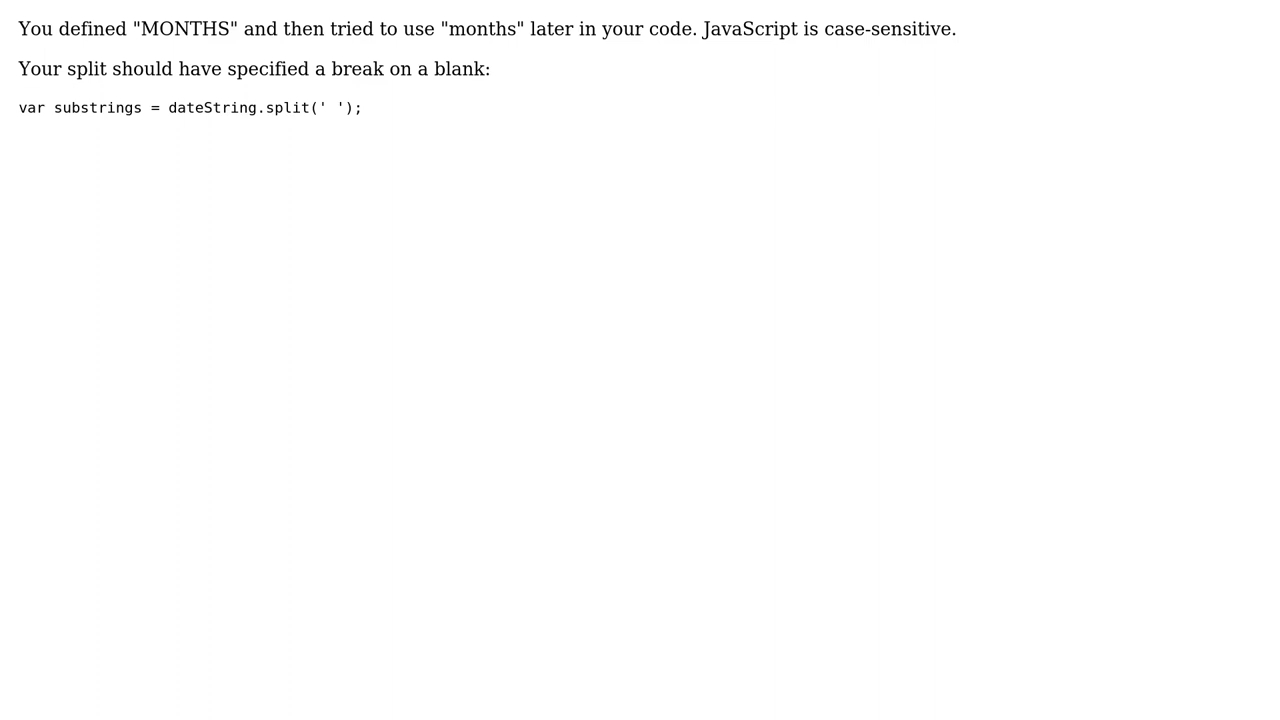 You defined "MONTHS" and then tried to use "months" later in your code. JavaScript is case-sensitive.
Your split should have specified a break on a blank:
var substrings = dateString.split(' ');